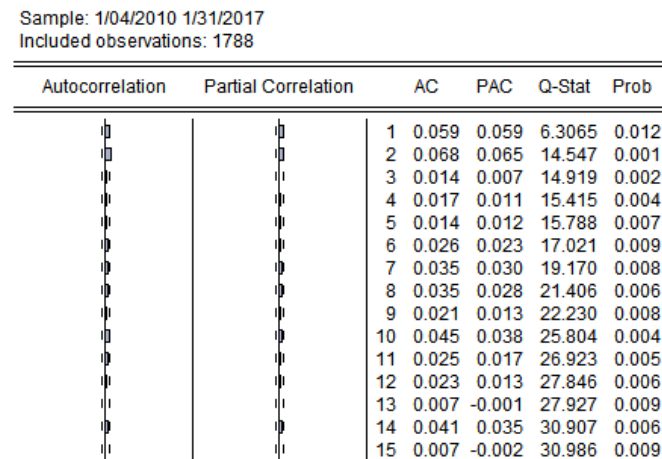 Sample: 1/04/2010 1/31/2017
Included observations: 1788
Autocorrelation Partial Correlation AC PAC Q-Stat Prob
1 0.059 0.059 6.3065 0.012
2 0.068 0.065 14.547 0.001
3 0.014 0.007 14.919 0.002
4 0.017 0.011 15.415 0.004
5 0.014 0.012 15.788 0.007
6 0.026 0.023 17.021 0.009
7 0.035 0.030 19.170 0.008
8 0.035 0.028 21.406 0.006
9 0.021 0.013 22.230 0.008
10 0.045 0.038 25.804 0.004
11 0.025 0.017 26.923 0.005
12 0.023 0.013 27.846 0.006
13 0.007 -0.001 27.927 0.009
14 0.041 0.035 30.907 0.006
15 0.007 -0.002 30.986 0.009